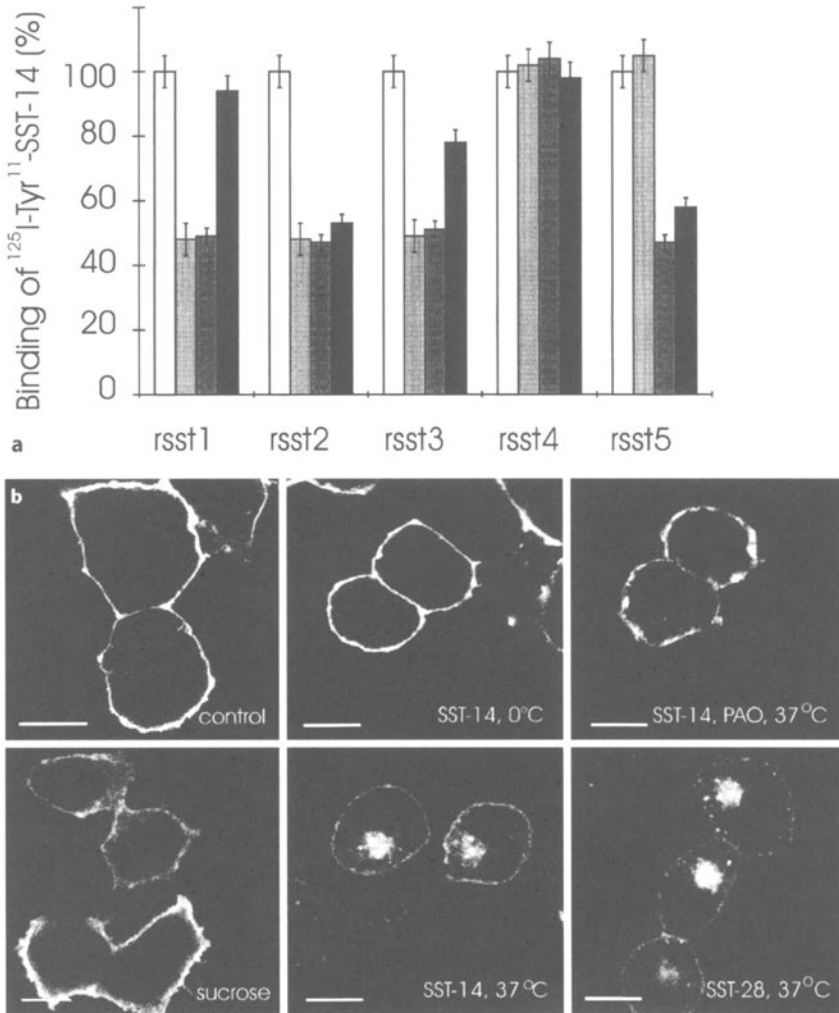 Binding of ¹²⁵I-Tyr¹¹-SST-14 (%)
100
80
60
40
20
0
a
rsst1 rsst2 rsst3 rsst4 rsst5
b
control
SST-14, 0°C
SST-14, PAO, 37°C
sucrose
SST-14, 37°C
SST-28, 37°C